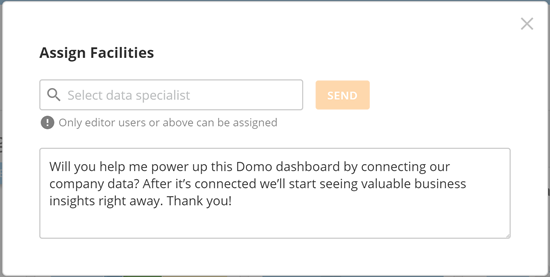 Assign Facilities
Select data specialist
SEND
Only editor users or above can be assigned
Will you help me power up this Domo dashboard by connecting our
company data? After it's connected we'll start seeing valuable business
insights right away. Thank you!